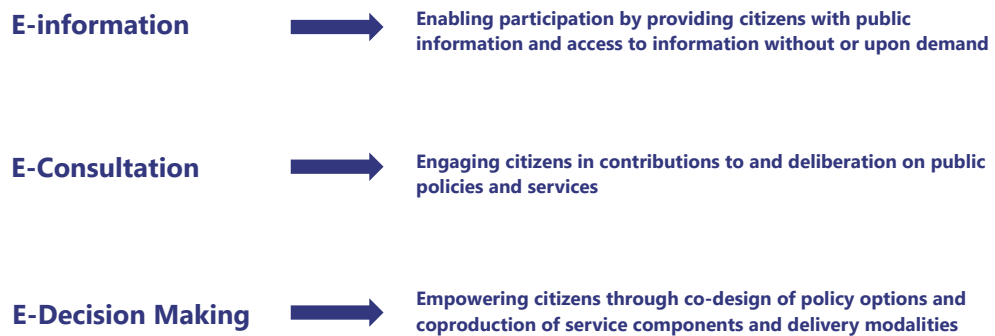 E-information
Enabling participation by providing citizens with public
information and access to information without or upon demand
E-Consultation
Engaging citizens in contributions to and deliberation on public
policies and services
E-Decision Making
Empowering citizens through co-design of policy options and
coproduction of service components and delivery modalities